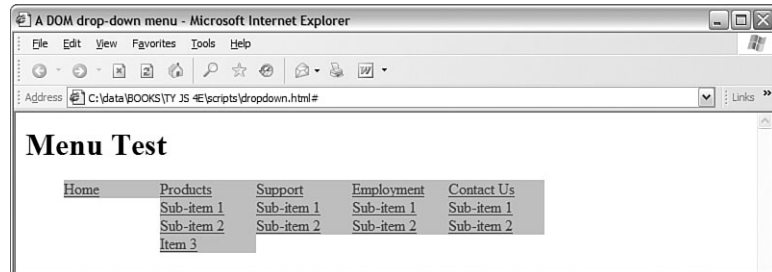 A DOM drop-down menu - Microsoft Internet Explorer
File Edit View Favorites Tools Help
Address C:\data\BOOKS\TY JS 4E\scripts\dropdown.html# Links »
Menu Test
Home Products Support Employment Contact Us
Sub-item 1 Sub-item 1 Sub-item 1 Sub-item 1
Sub-item 2 Sub-item 2 Sub-item 2 Sub-item 2
Item 3